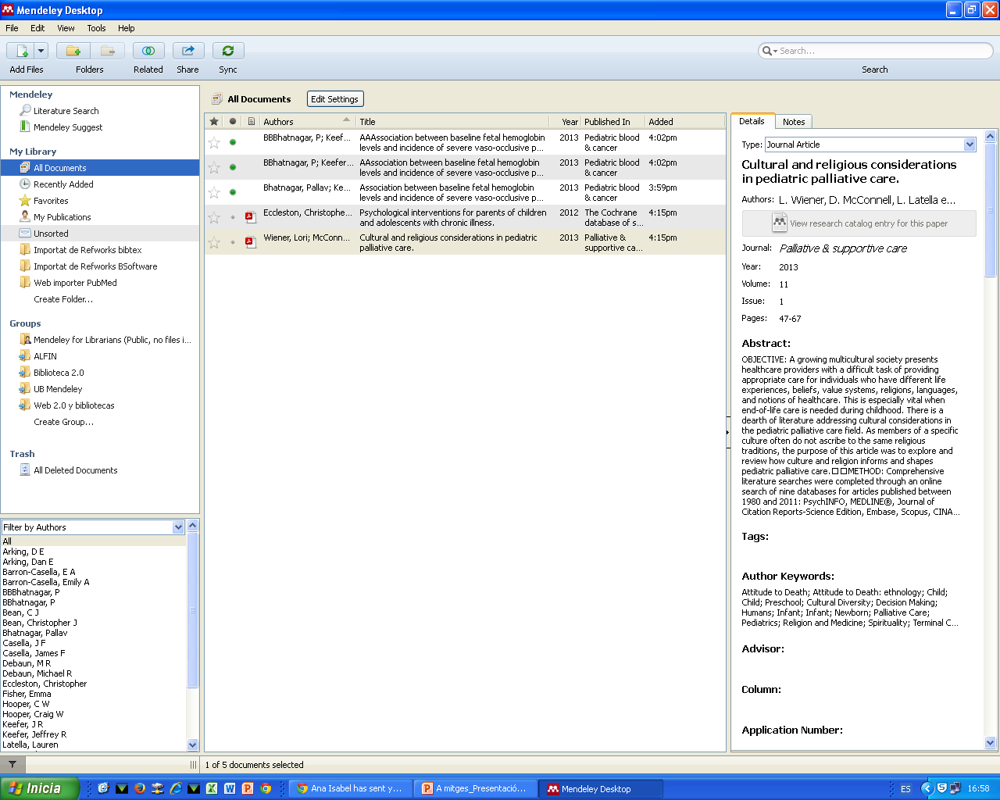 Mendeley Desktop
File Edit View Tools Help
Add Files Folders Related Share Sync
Search...
Search
Mendeley
Literature Search
Mendeley Suggest
My Library
All Documents
Recently Added
Favorites
My Publications
Unsorted
Importat de Refworks bibtex
Importat de Refworks BSoftware
Web importer PubMed
Create Folder...
Groups
Mendeley for Librarians (Public, no files i...
ALFIN
Biblioteca 2.0
UB Mendeley
Web 2.0 y bibliotecas
Create Group...
Trash
All Deleted Documents
Filter by Authors
All
Arking, D E
Arking, Dan E
Barron-Casella, E A
Barron-Casella, Emily A
BBBhatnagar, P
BBhatnagar, P
Bean, C J
Bean, Christopher J
Bhatnagar, Pallav
Casella, J F
Casella, James F
Debaun, M R
Debaun, Michael R
Eccleston, Christopher
Fisher, Emma
Hooper, C W
Hooper, Craig W
Keefer, J R
Keefer, Jeffrey R
Latella, Lauren
All Documents Edit Settings
Authors Title Year Published In Added
BBBhatnagar, P; Keef... AAAssociation between baseline fetal hemoglobin 2013 Pediatric blood 4:02pm
levels and incidence of severe vaso-occlusive p... & cancer
BBhatnagar, P; Keefer... AAssociation between baseline fetal hemoglobin 2013 Pediatric blood 4:02pm
levels and incidence of severe vaso-occlusive p... & cancer
Bhatnagar, Pallav; Ke... Association between baseline fetal hemoglobin 2013 Pediatric blood 3:59pm
levels and incidence of severe vaso-occlusive p... & cancer
Eccleston, Christophe... Psychological interventions for parents of children 2012 The Cochrane 4:15pm
and adolescents with chronic illness. database of s...
Wiener, Lori; McConn... Cultural and religious considerations in pediatric 2013 Palliative & 4:15pm
palliative care. supportive ca...
Details Notes
Type: Journal Article
Cultural and religious considerations
in pediatric palliative care.
Authors: L. Wiener, D. McConnell, L. Latella e...
View research catalog entry for this paper
Journal: Palliative & supportive care
Year: 2013
Volume: 11
Issue: 1
Pages: 47-67
Abstract:
OBJECTIVE: A growing multicultural society presents
healthcare providers with a difficult task of providing
appropriate care for individuals who have different life
experiences, beliefs, value systems, religions, languages,
and notions of healthcare. This is especially vital when
end-of-life care is needed during childhood. There is a
dearth of literature addressing cultural considerations in
the pediatric palliative care field. As members of a specific
culture often do not ascribe to the same religious
traditions, the purpose of this article was to explore and
review how culture and religion informs and shapes
pediatric palliative care.□□METHOD: Comprehensive
literature searches were completed through an online
search of nine databases for articles published between
1980 and 2011: PsychINFO, MEDLINE®, Journal of
Citation Reports-Science Edition, Embase, Scopus, CINA...
Tags:
Author Keywords:
Attitude to Death; Attitude to Death: ethnology; Child;
Child; Preschool; Cultural Diversity; Decision Making;
Humans; Infant; Infant; Newborn; Palliative Care;
Pediatrics; Religion and Medicine; Spirituality; Terminal C...
Advisor:
Column:
Application Number:
1 of 5 documents selected
Inicia Ana Isabel has sent y... A mitges_Presentació... Mendeley Desktop ES 16:58